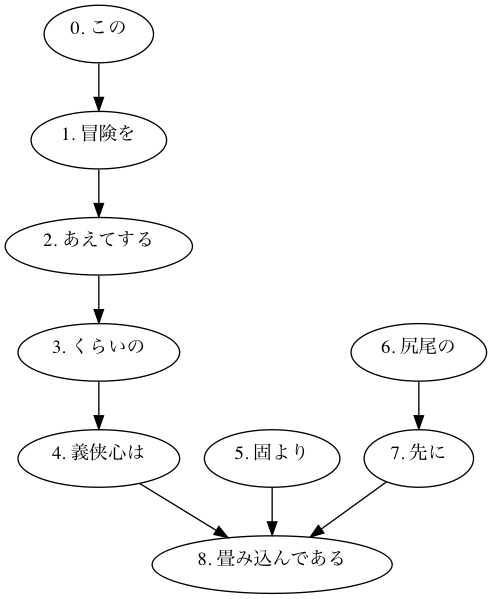 0. この
1. 冒険を
2. あえてする
3. くらいの
6. 尻尾の
4. 義侠心は
5. 固より
7. 先に
8. 畳み込んである